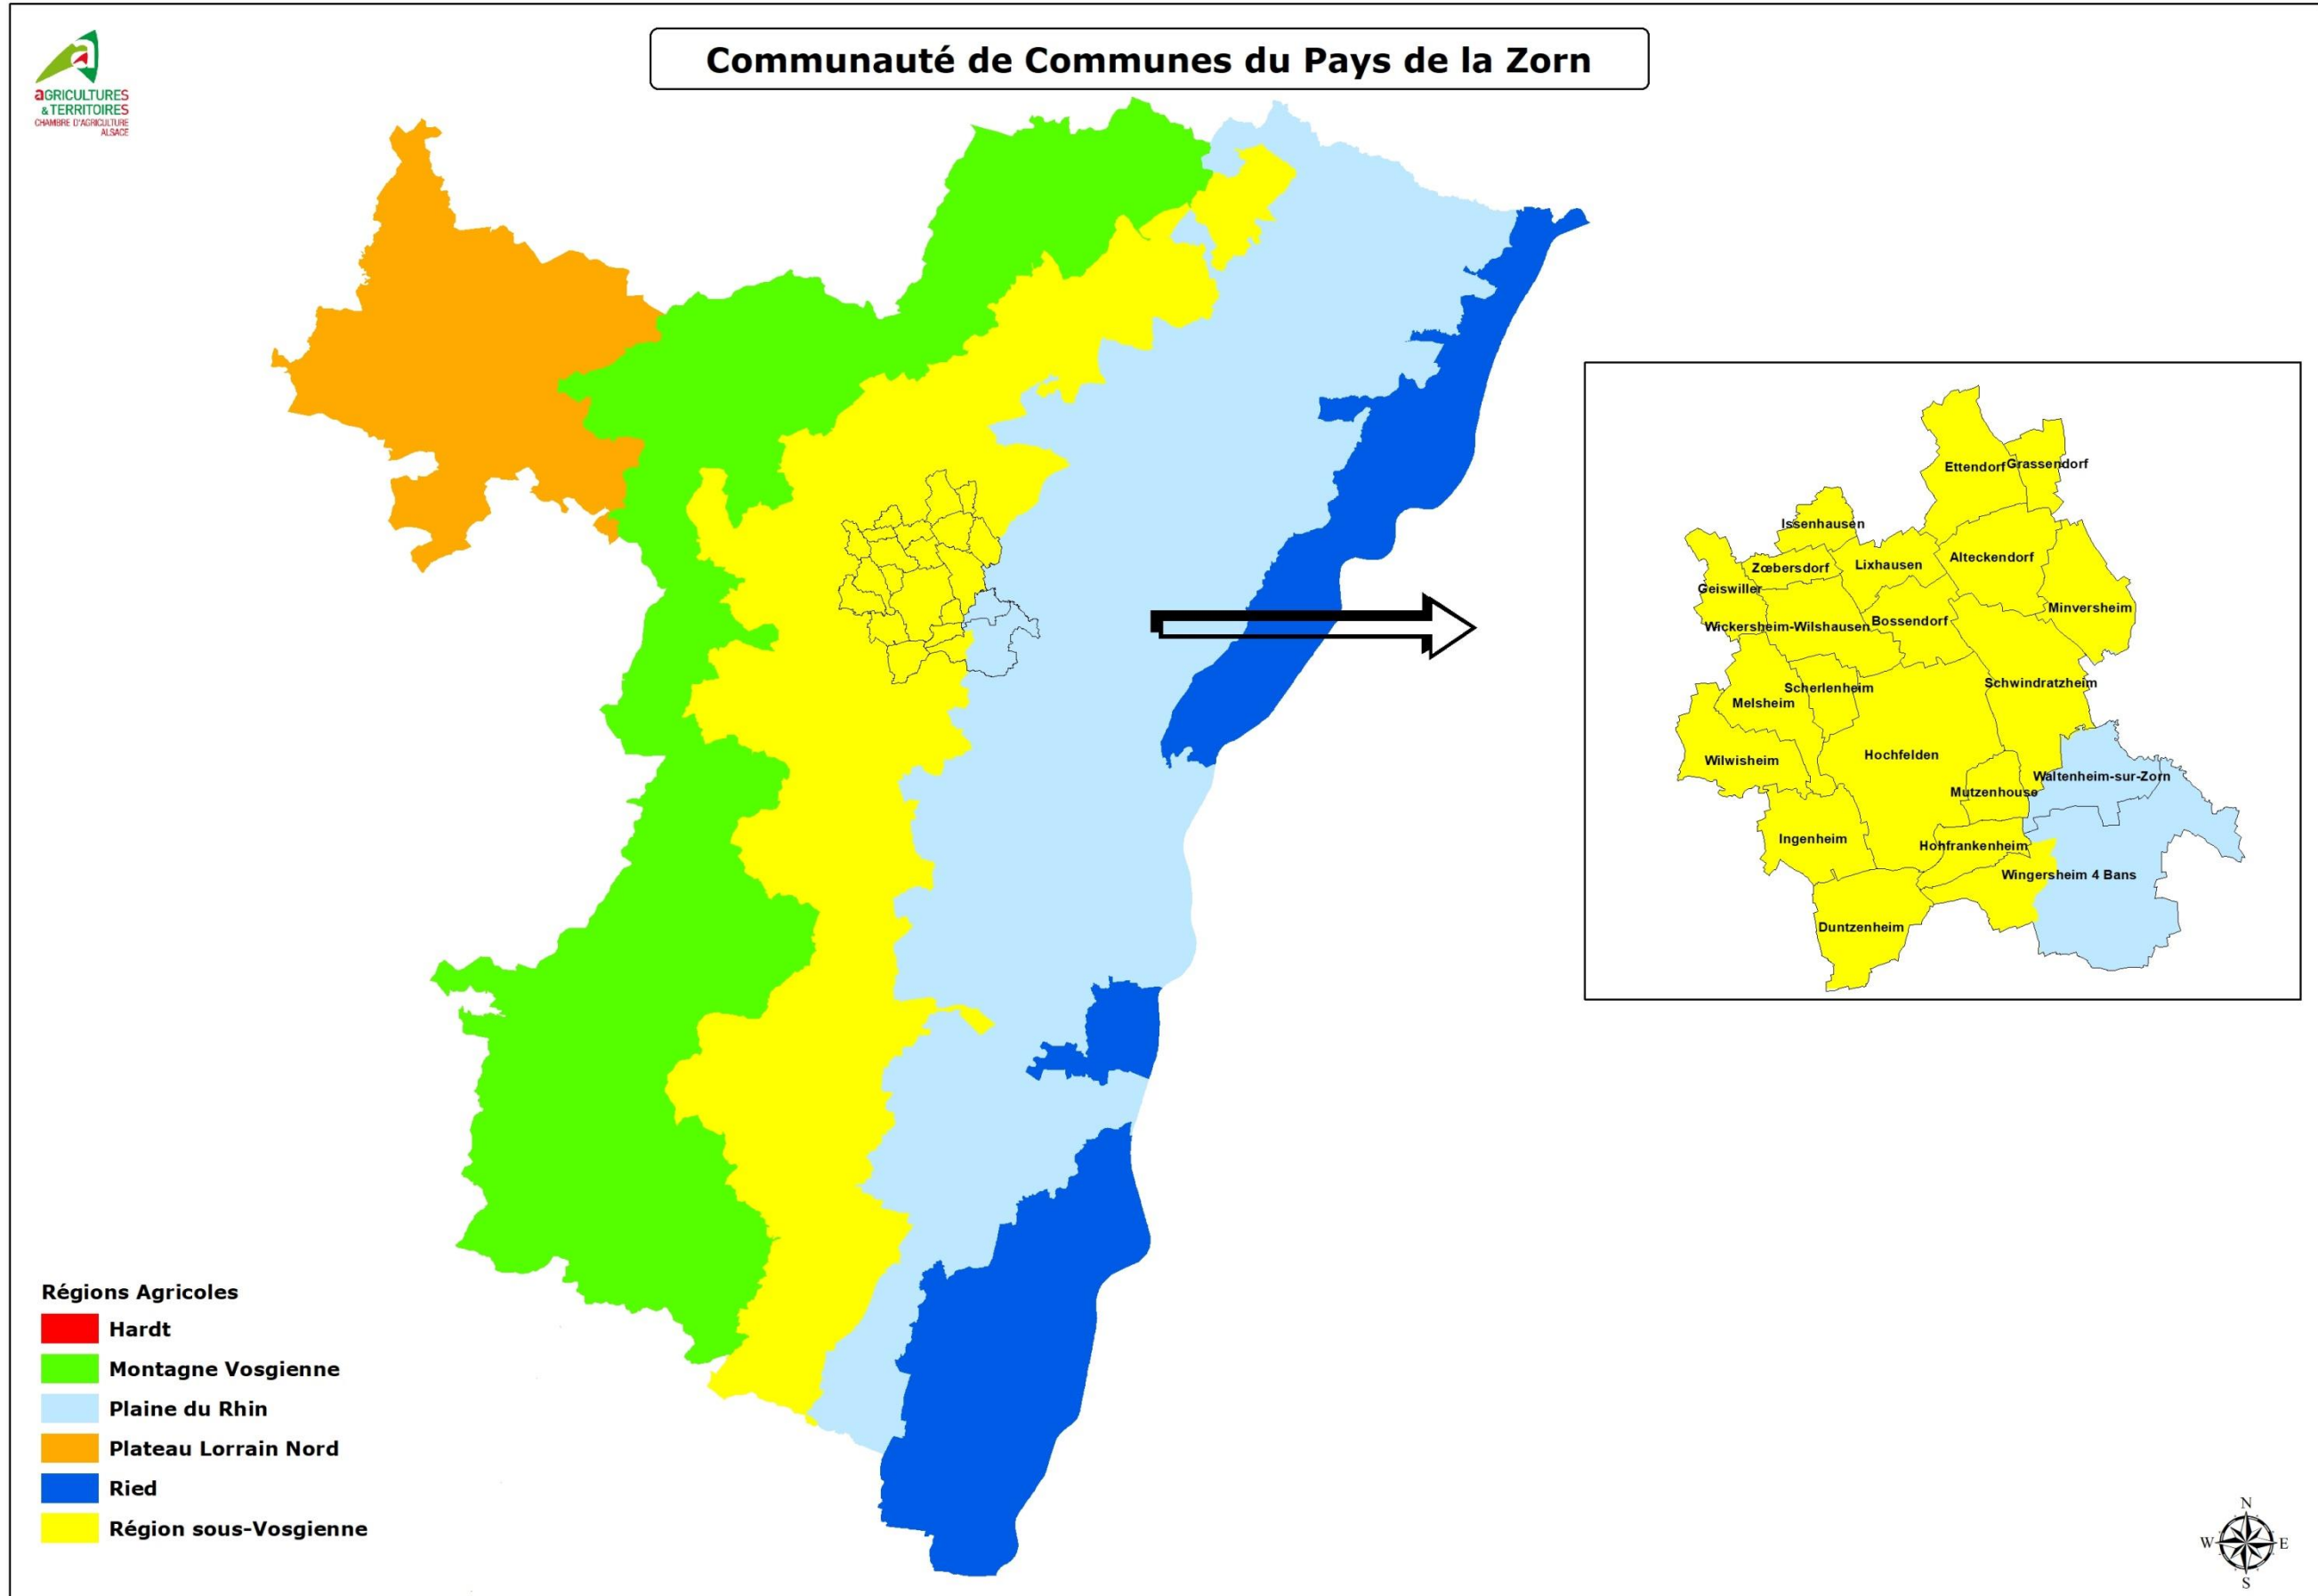 Communauté de Communes du Pays de la Zorn
aGRICULTURES
& TERRITOIRES
CHAMBRE D'AGRICULTURE
ALSACE
Ettendorf
Grassendorf
Issenhausen
Alteckendorf
Lixhausen
Zœbersdorf
Geiswiller
Minversheim
Bossendorf
Wickersheim-Wilshausen
Schwindratzheim
Scherlenheim
Melsheim
Hochfelden
Wilwisheim
Waltenheim-sur-Zorn
Mutzenhouse
Ingenheim
Hohfrankenheim
Wingersheim 4 Bans
Duntzenheim
Régions Agricoles
Hardt
Montagne Vosgienne
Plaine du Rhin
Plateau Lorrain Nord
Ried
Région sous-Vosgienne
N
W E
S